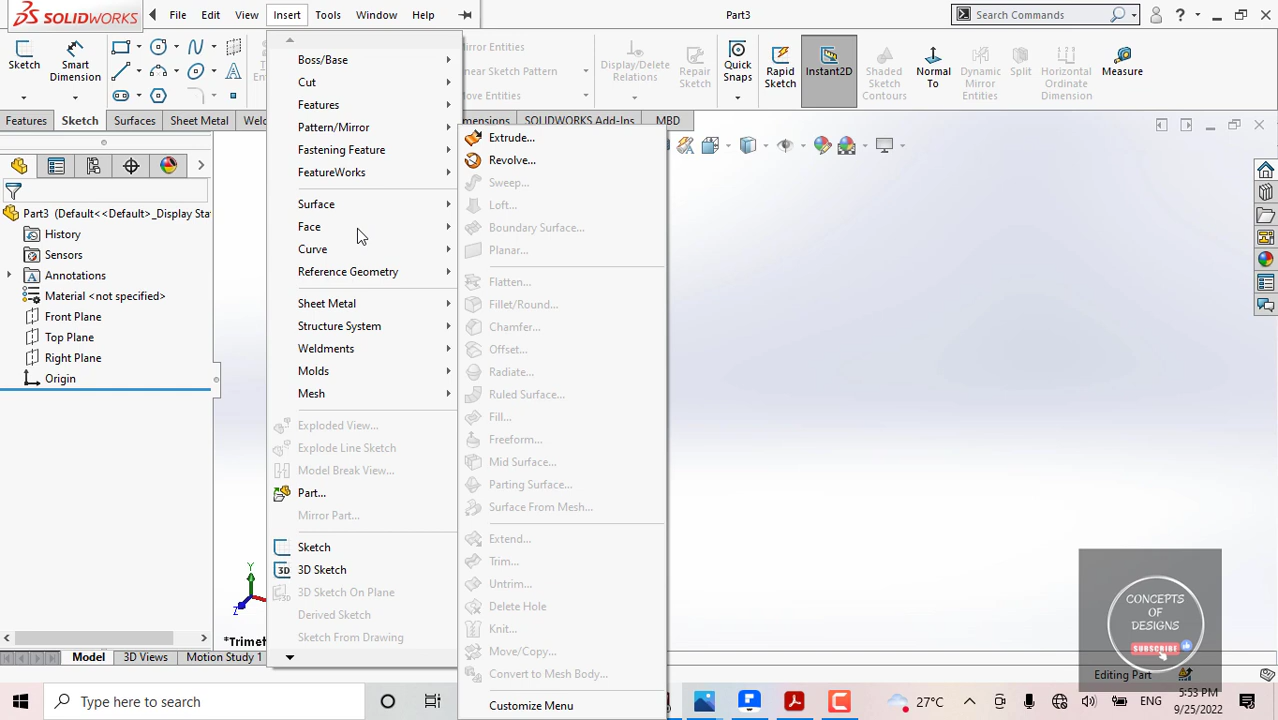 SOLIDWORKS
File
Edit
View
Insert
Tools
Window
Help
Part3
Search Commands
?
Sketch
Smart
Dimension
Mirror Entities
Linear Sketch Pattern
Move Entities
Display/Delete
Relations
Repair
Sketch
Quick
Snaps
Rapid
Sketch
Instant2D
Shaded
Sketch
Contours
Normal
To
Dynamic
Mirror
Entities
Split
Horizontal
Ordinate
Dimension
Measure
Features
Sketch
Surfaces
Sheet Metal
SOLIDWORKS Add-Ins
MBD
Part3 (Default<<Default>_Display Sta
History
Sensors
Annotations
Material <not specified>
Front Plane
Top Plane
Right Plane
Origin
Boss/Base
Cut
Features
Pattern/Mirror
Fastening Feature
FeatureWorks
Surface
Face
Curve
Reference Geometry
Sheet Metal
Structure System
Weldments
Molds
Mesh
Exploded View...
Explode Line Sketch
Model Break View...
Part...
Mirror Part...
Sketch
3D Sketch
3D Sketch On Plane
Derived Sketch
Sketch From Drawing
Extrude...
Revolve...
Sweep...
Loft...
Boundary Surface...
Planar...
Flatten...
Fillet/Round...
Chamfer...
Offset...
Radiate...
Ruled Surface...
Fill...
Freeform...
Mid Surface...
Parting Surface...
Surface From Mesh...
Extend...
Trim...
Untrim...
Delete Hole
Knit...
Move/Copy...
Convert to Mesh Body...
Customize Menu
Y
Z
*Trimet
Model
3D Views
Motion Study 1
CONCEPTS
OF
DESIGNS
SUBSCRIBE
Editing Part
Type here to search
27°C
ENG
5:53 PM
9/25/2022